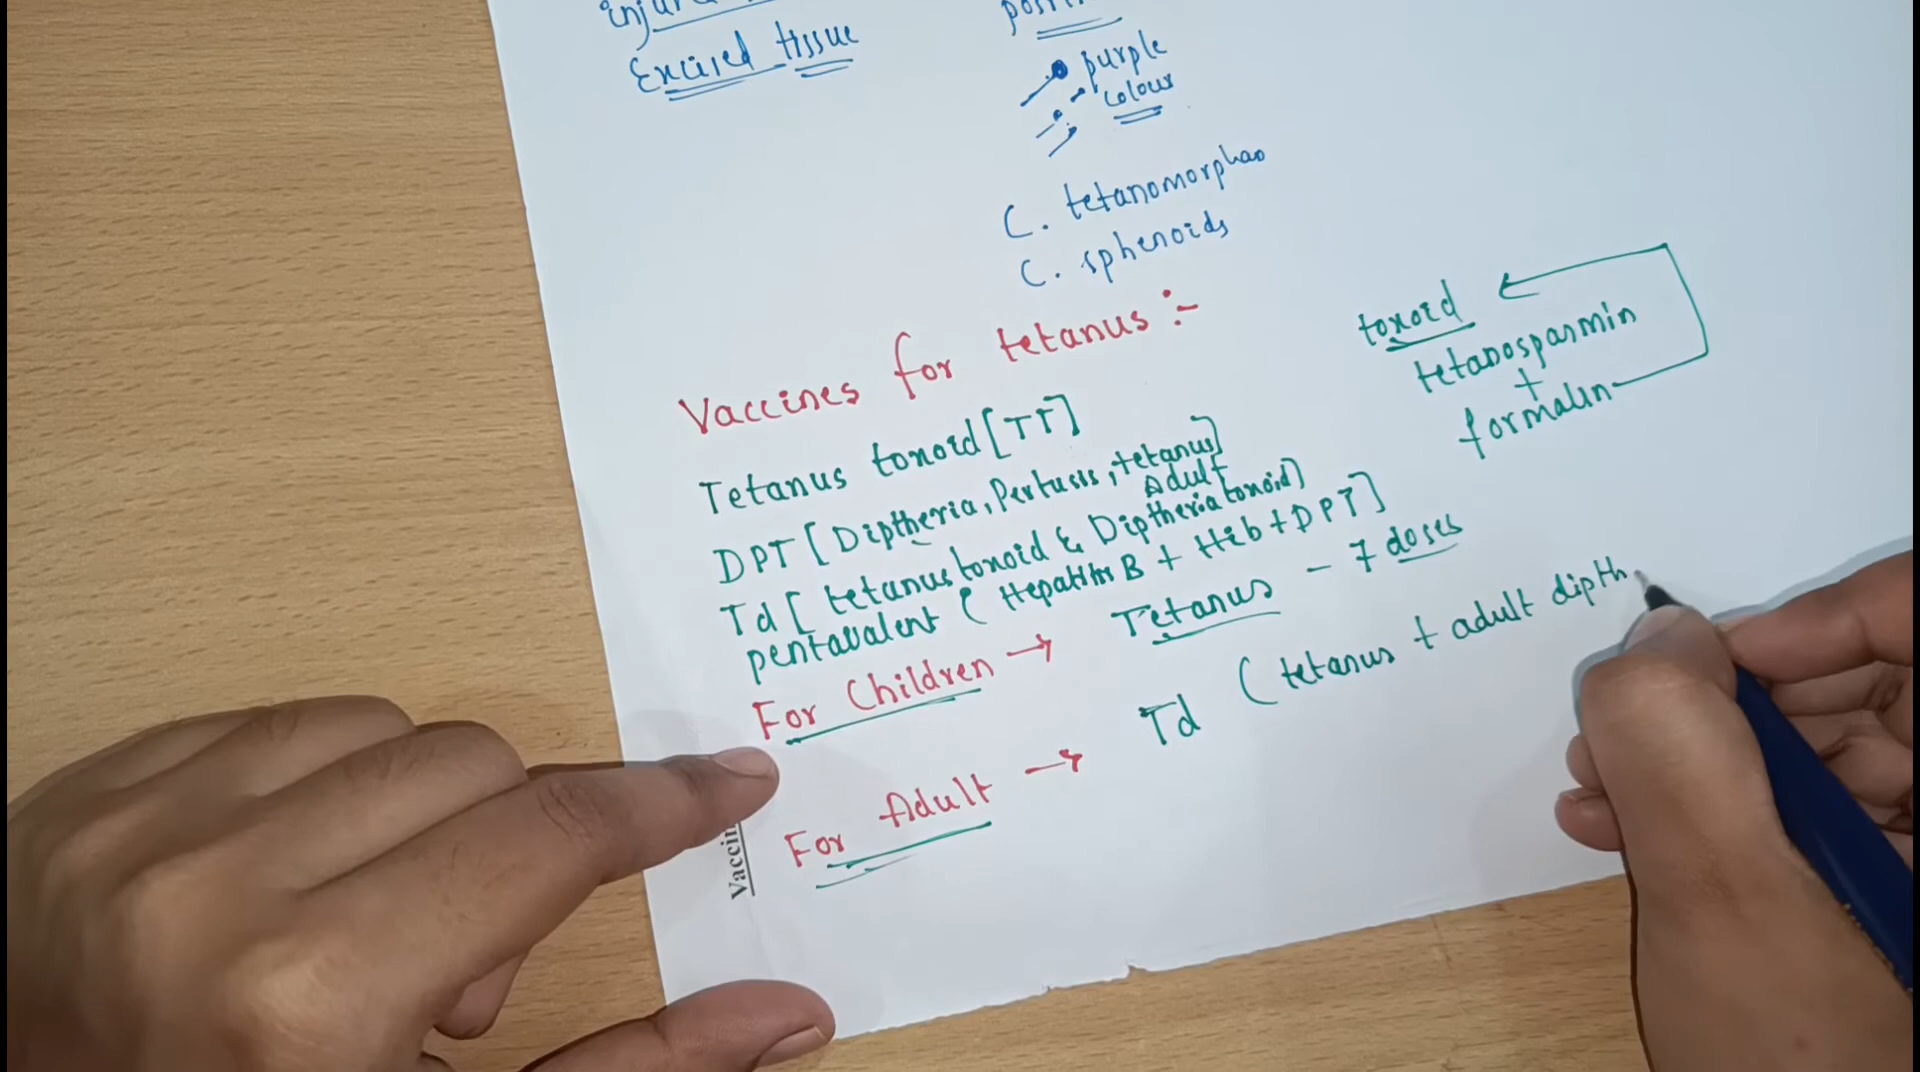 Excised tissue
purple
colour
C. tetanomorphao
C. sphenoids
Vaccines for tetanus :-
toxoid
tetanospasmin
+
formalin
Tetanus toxoid [TT]
DPT [Diptheria, Pertusis, tetanus]
Adult
Td [tetanus toxoid & Diptheria toxoid)
pentavalent ( Hepatitis B + Hib + DPT]
For Children → Tetanus - 7 doses
For Adult → Td (tetanus + adult dipth